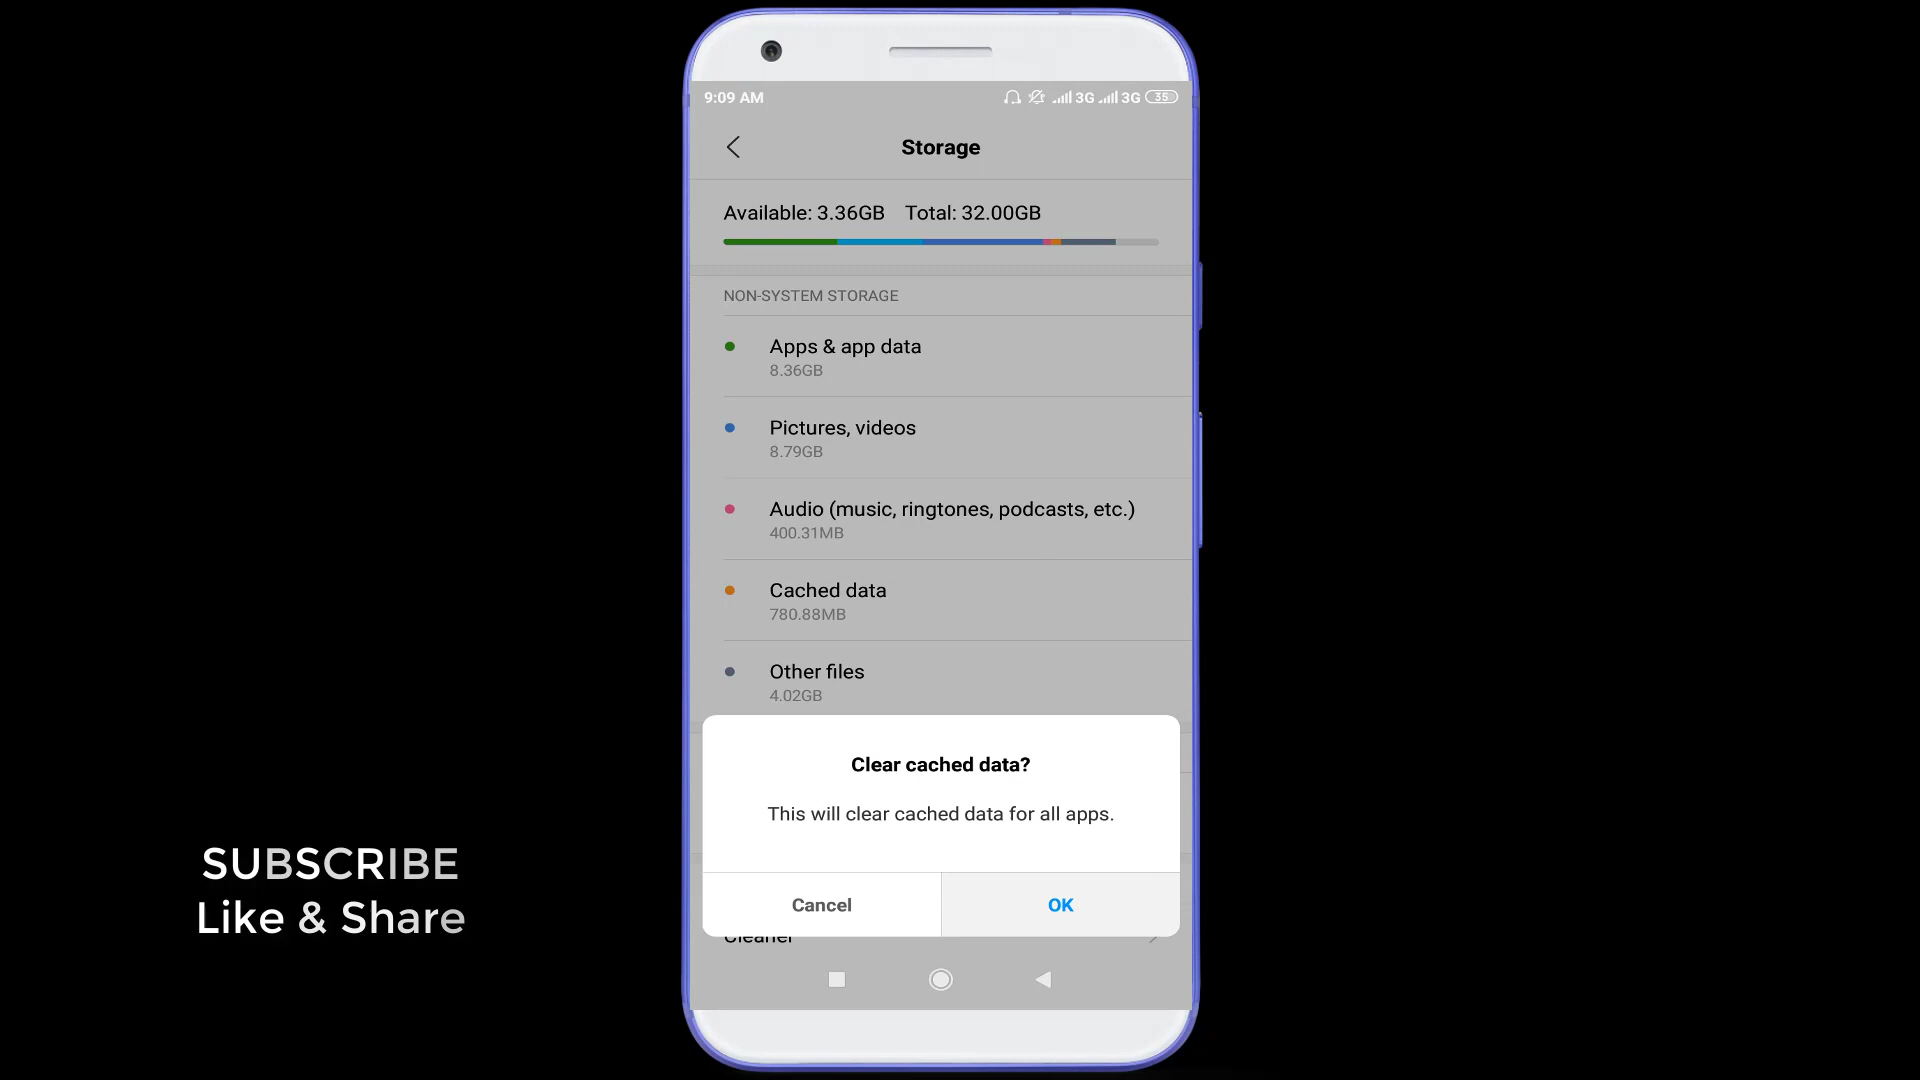 9:09 AM
3G 3G 35
Storage
Available: 3.36GB Total: 32.00GB
NON-SYSTEM STORAGE
Apps & app data
8.36GB
Pictures, videos
8.79GB
Audio (music, ringtones, podcasts, etc.)
400.31MB
Cached data
780.88MB
Other files
4.02GB
Clear cached data?
This will clear cached data for all apps.
Cancel OK
Cleaner
SUBSCRIBE
Like & Share